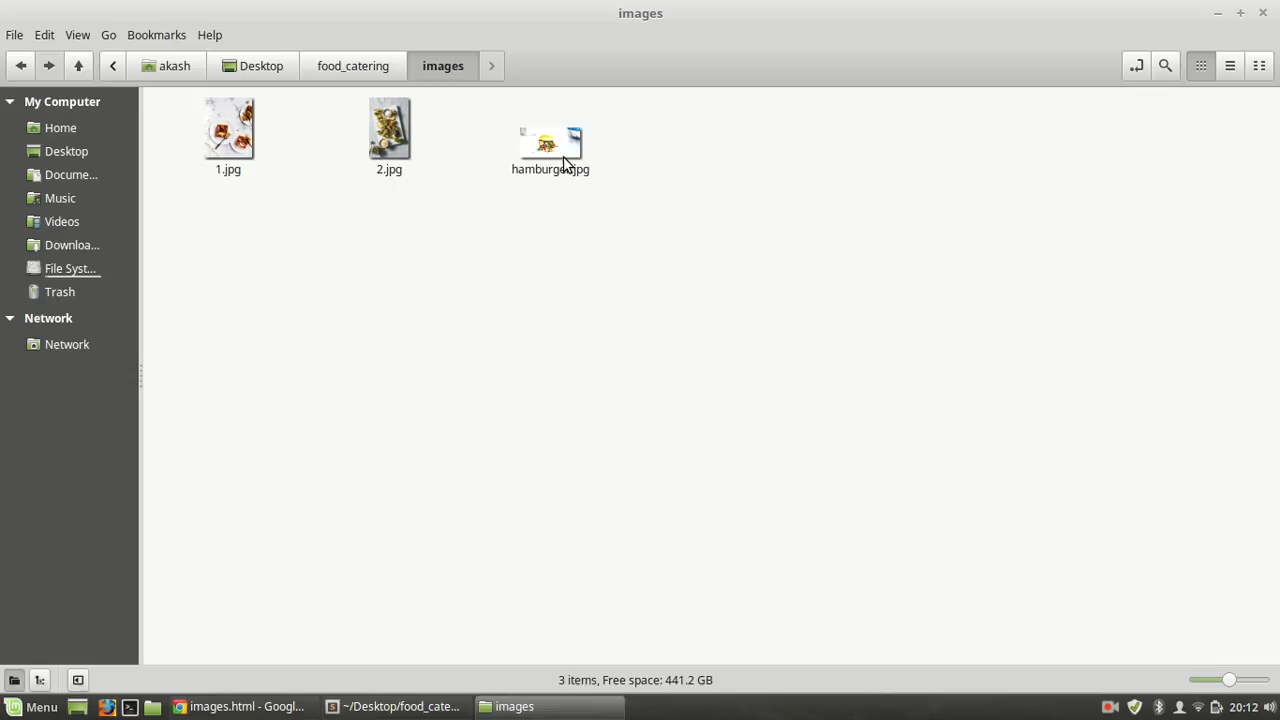 images
File Edit View Go Bookmarks Help
akash Desktop food_catering images
My Computer
Home
Desktop
Docume...
Music
Videos
Downloa...
File Syst...
Trash
Network
Network
1.jpg 2.jpg hamburger.jpg
3 items, Free space: 441.2 GB
Menu images.html - Googl... ~/Desktop/food_cate... images 20:12